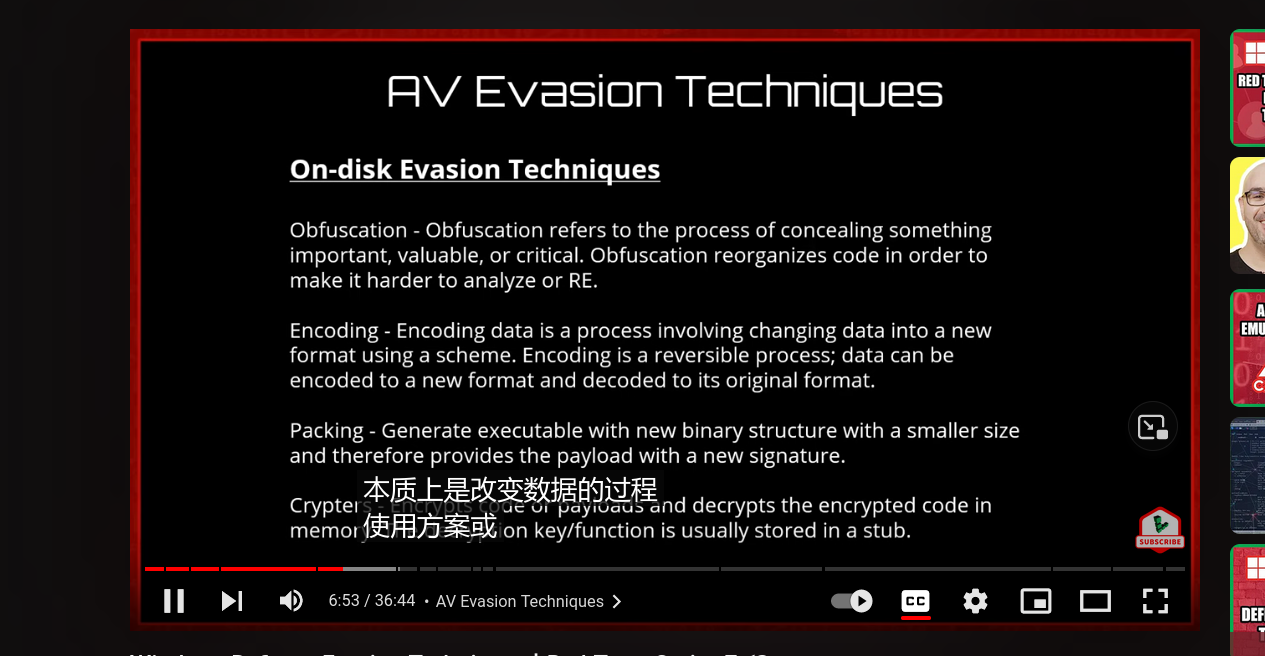 AV Evasion Techniques
On-disk Evasion Techniques
Obfuscation - Obfuscation refers to the process of concealing something
important, valuable, or critical. Obfuscation reorganizes code in order to
make it harder to analyze or RE.
Encoding - Encoding data is a process involving changing data into a new
format using a scheme. Encoding is a reversible process; data can be
encoded to a new format and decoded to its original format.
Packing - Generate executable with new binary structure with a smaller size
and therefore provides the payload with a new signature.
Crypters - Encrypts code or payloads and decrypts the encrypted code in
本质上是改变数据的过程
key/function is usually stored in a stub.
使用方案或
SUBSCRIBE
6:53 / 36:44 • AV Evasion Techniques
CC
RED